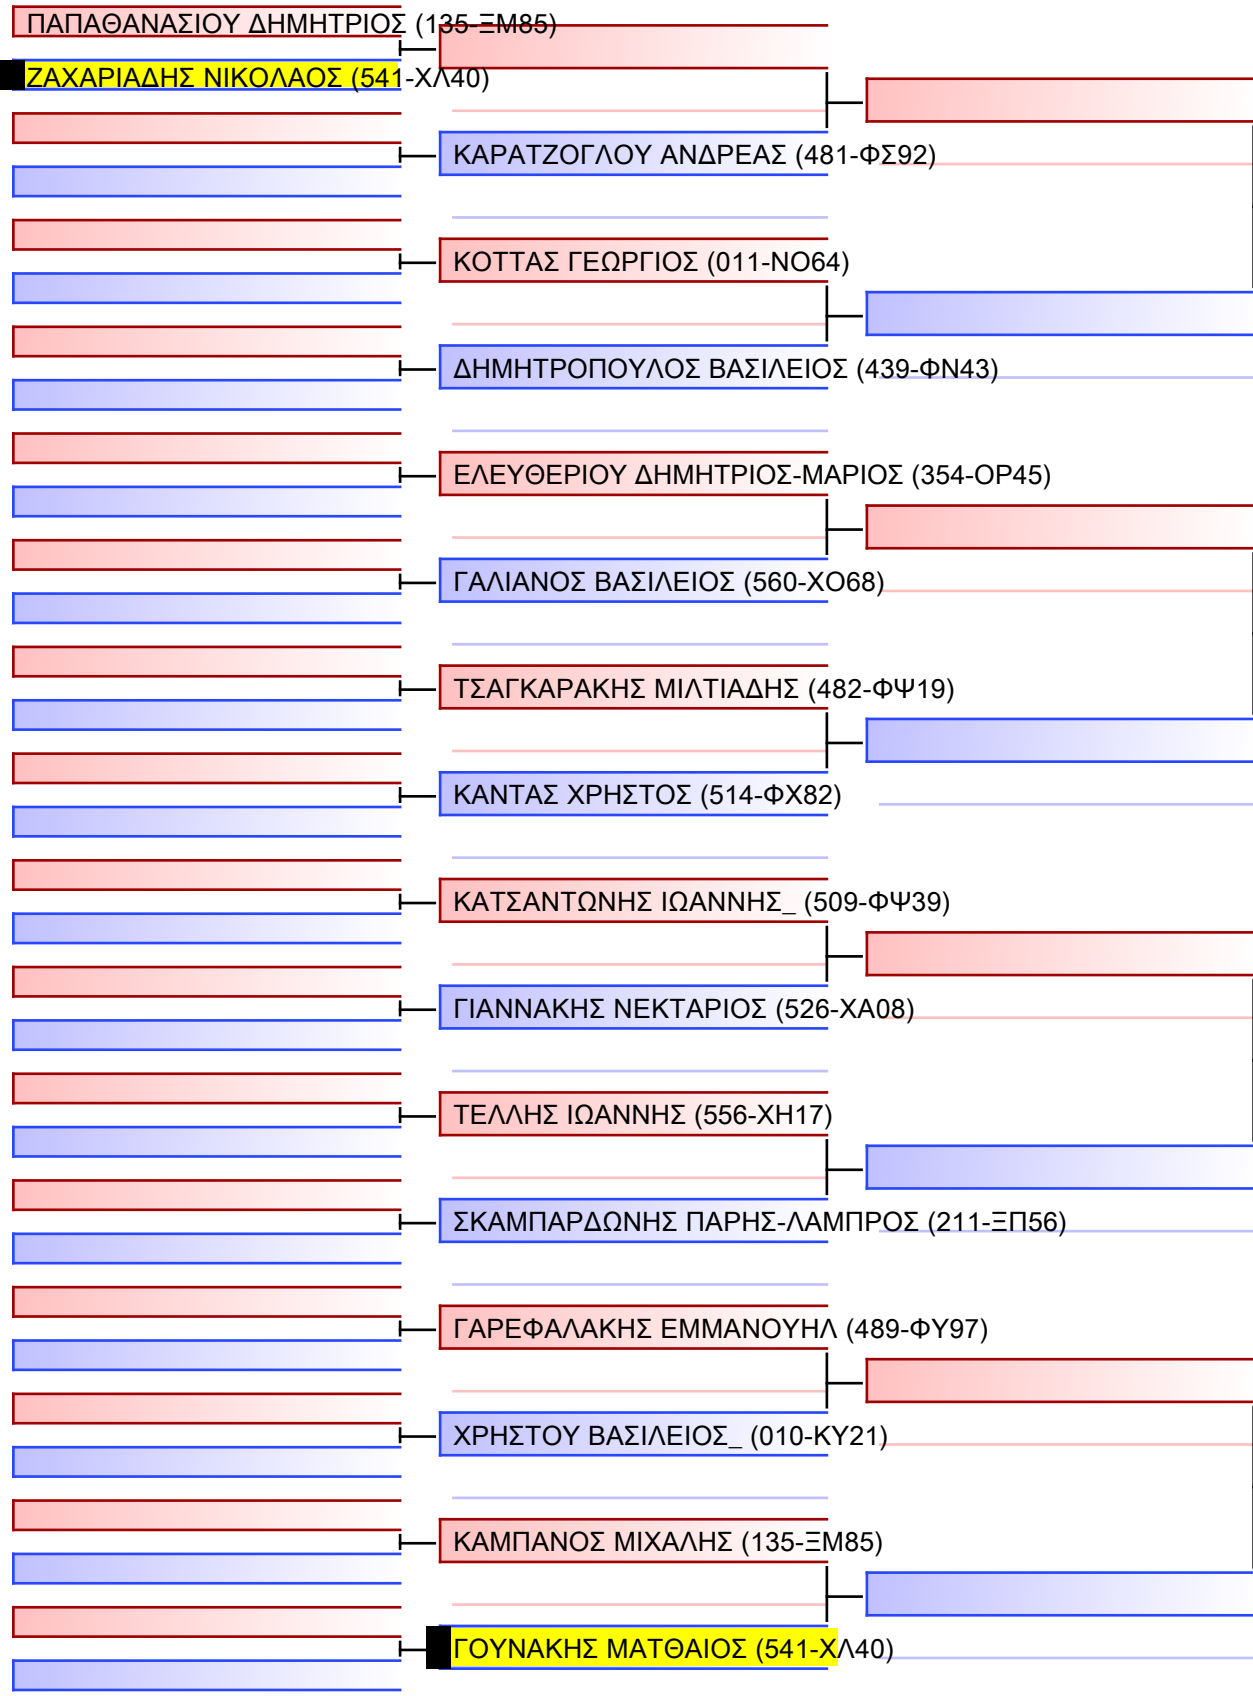 ΠΑΠΑΘΑΝΑΣΙΟΥ ΔΗΜΗΤΡΙΟΣ (135-ΞΜ85)
ΖΑΧΑΡΙΑΔΗΣ ΝΙΚΟΛΑΟΣ (541-ΧΛ40)
ΚΑΡΑΤΖΟΓΛΟΥ ΑΝΔΡΕΑΣ (481-ΦΣ92)
ΚΟΤΤΑΣ ΓΕΩΡΓΙΟΣ (011-ΝΟ64)
ΔΗΜΗΤΡΟΠΟΥΛΟΣ ΒΑΣΙΛΕΙΟΣ (439-ΦΝ43)
ΕΛΕΥΘΕΡΙΟΥ ΔΗΜΗΤΡΙΟΣ-ΜΑΡΙΟΣ (354-ΟΡ45)
ΓΑΛΙΑΝΟΣ ΒΑΣΙΛΕΙΟΣ (560-ΧΟ68)
ΤΣΑΓΚΑΡΑΚΗΣ ΜΙΛΤΙΑΔΗΣ (482-ΦΨ19)
ΚΑΝΤΑΣ ΧΡΗΣΤΟΣ (514-ΦΧ82)
ΚΑΤΣΑΝΤΩΝΗΣ ΙΩΑΝΝΗΣ_ (509-ΦΨ39)
ΓΙΑΝΝΑΚΗΣ ΝΕΚΤΑΡΙΟΣ (526-ΧΑ08)
ΤΕΛΛΗΣ ΙΩΑΝΝΗΣ (556-ΧΗ17)
ΣΚΑΜΠΑΡΔΩΝΗΣ ΠΑΡΗΣ-ΛΑΜΠΡΟΣ (211-ΞΠ56)
ΓΑΡΕΦΑΛΑΚΗΣ ΕΜΜΑΝΟΥΗΛ (489-ΦΥ97)
ΧΡΗΣΤΟΥ ΒΑΣΙΛΕΙΟΣ_ (010-ΚΥ21)
ΚΑΜΠΑΝΟΣ ΜΙΧΑΛΗΣ (135-ΞΜ85)
ΓΟΥΝΑΚΗΣ ΜΑΤΘΑΙΟΣ (541-ΧΛ40)